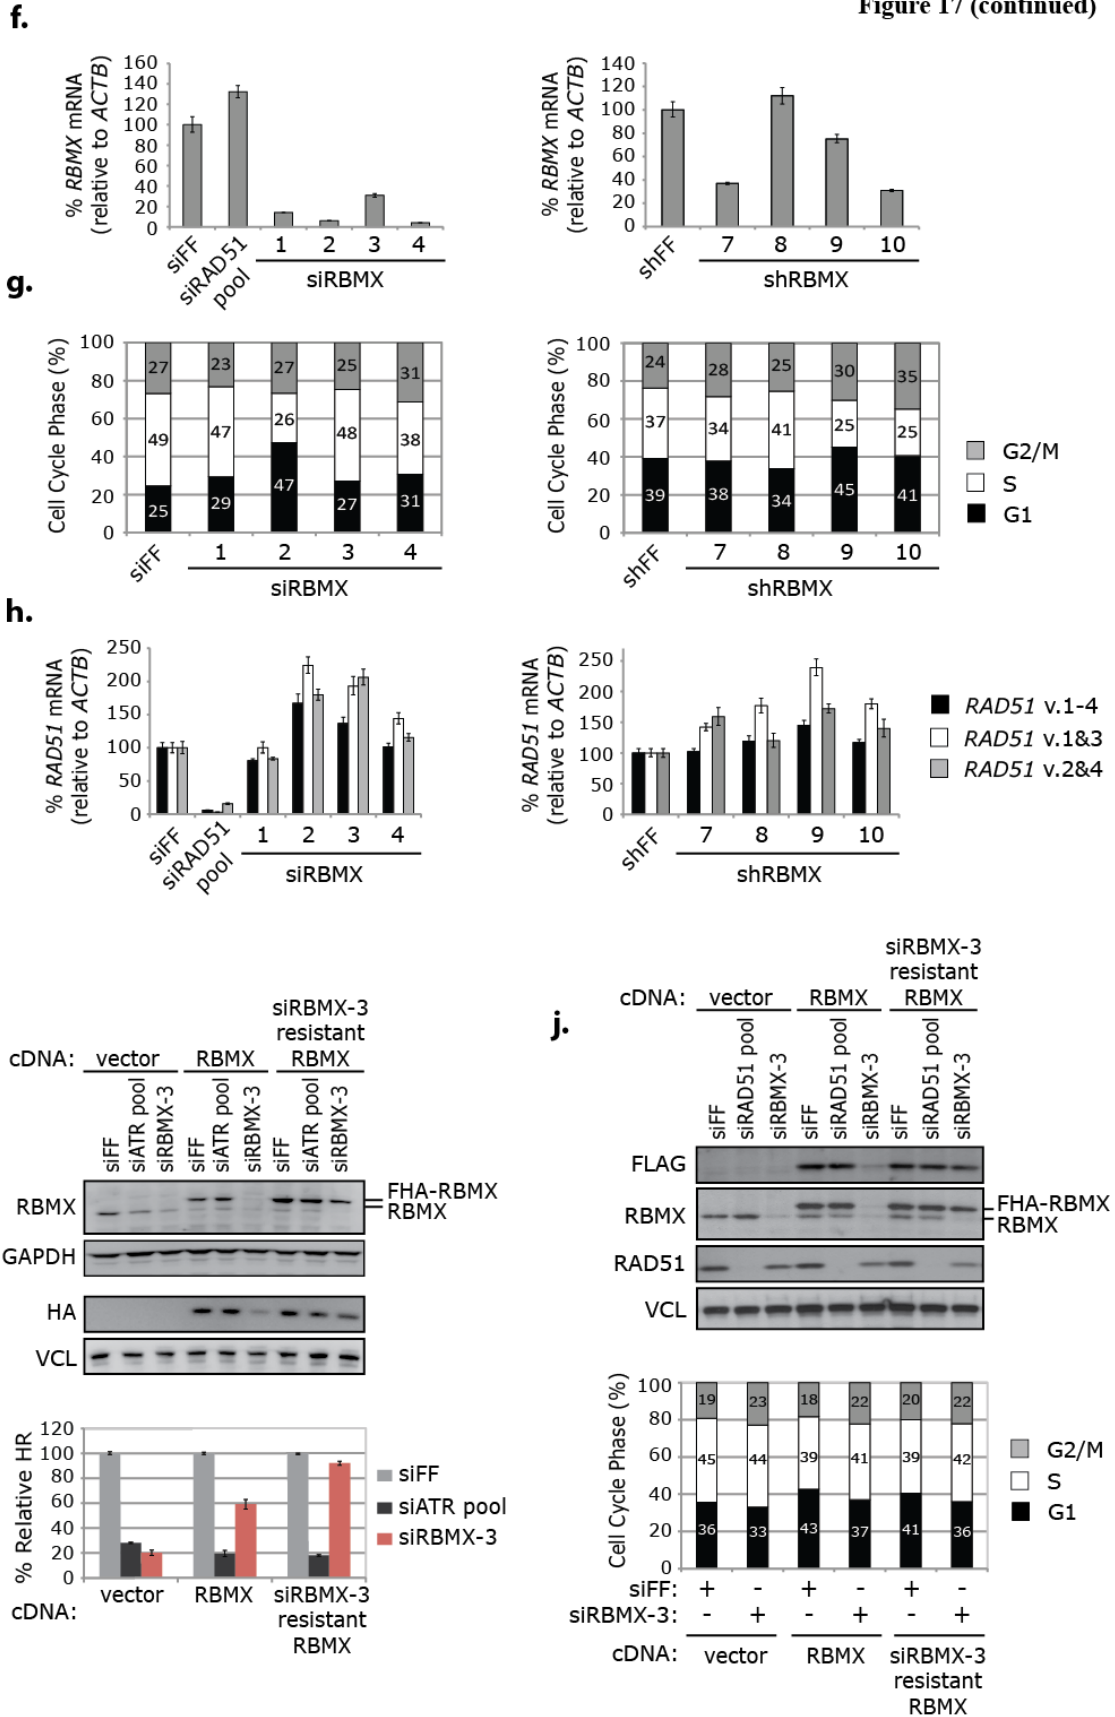 Figure 17 (continued)
f.
% RBMX mRNA
(relative to ACTB)
160
140
120
100
80
60
40
20
0
siFF
siRAD51
pool
1 2 3 4
siRBMX
% RBMX mRNA
(relative to ACTB)
140
120
100
80
60
40
20
0
shFF
7 8 9 10
shRBMX
g.
Cell Cycle Phase (%)
100
80
60
40
20
0
27 23 27 25 31
49 47 26 48 38
25 29 47 27 31
siFF
1 2 3 4
siRBMX
Cell Cycle Phase (%)
100
80
60
40
20
0
24 28 25 30 35
37 34 41 25 25
39 38 34 45 41
shFF
7 8 9 10
shRBMX
G2/M
S
G1
h.
% RAD51 mRNA
(relative to ACTB)
250
200
150
100
50
0
siFF
siRAD51
pool
1 2 3 4
siRBMX
% RAD51 mRNA
(relative to ACTB)
250
200
150
100
50
0
shFF
7 8 9 10
shRBMX
RAD51 v.1-4
RAD51 v.1&3
RAD51 v.2&4
siRBMX-3
resistant
cDNA: vector RBMX RBMX
siFF siATR pool siRBMX-3 siFF siATR pool siRBMX-3 siFF siATR pool siRBMX-3
RBMX
FHA-RBMX
RBMX
GAPDH
HA
VCL
% Relative HR
120
100
80
60
40
20
0
siFF
siATR pool
siRBMX-3
vector RBMX siRBMX-3
cDNA: resistant
RBMX
j.
siRBMX-3
resistant
cDNA: vector RBMX RBMX
siFF siRAD51 pool siRBMX-3 siFF siRAD51 pool siRBMX-3 siFF siRAD51 pool siRBMX-3
FLAG
RBMX
FHA-RBMX
RBMX
RAD51
VCL
Cell Cycle Phase (%)
100
80
60
40
20
0
19 23 18 22 20 22
45 44 39 41 39 42
36 33 43 37 41 36
G2/M
S
G1
siFF: + - + - + -
siRBMX-3: - + - + - +
cDNA: vector RBMX siRBMX-3
resistant
RBMX